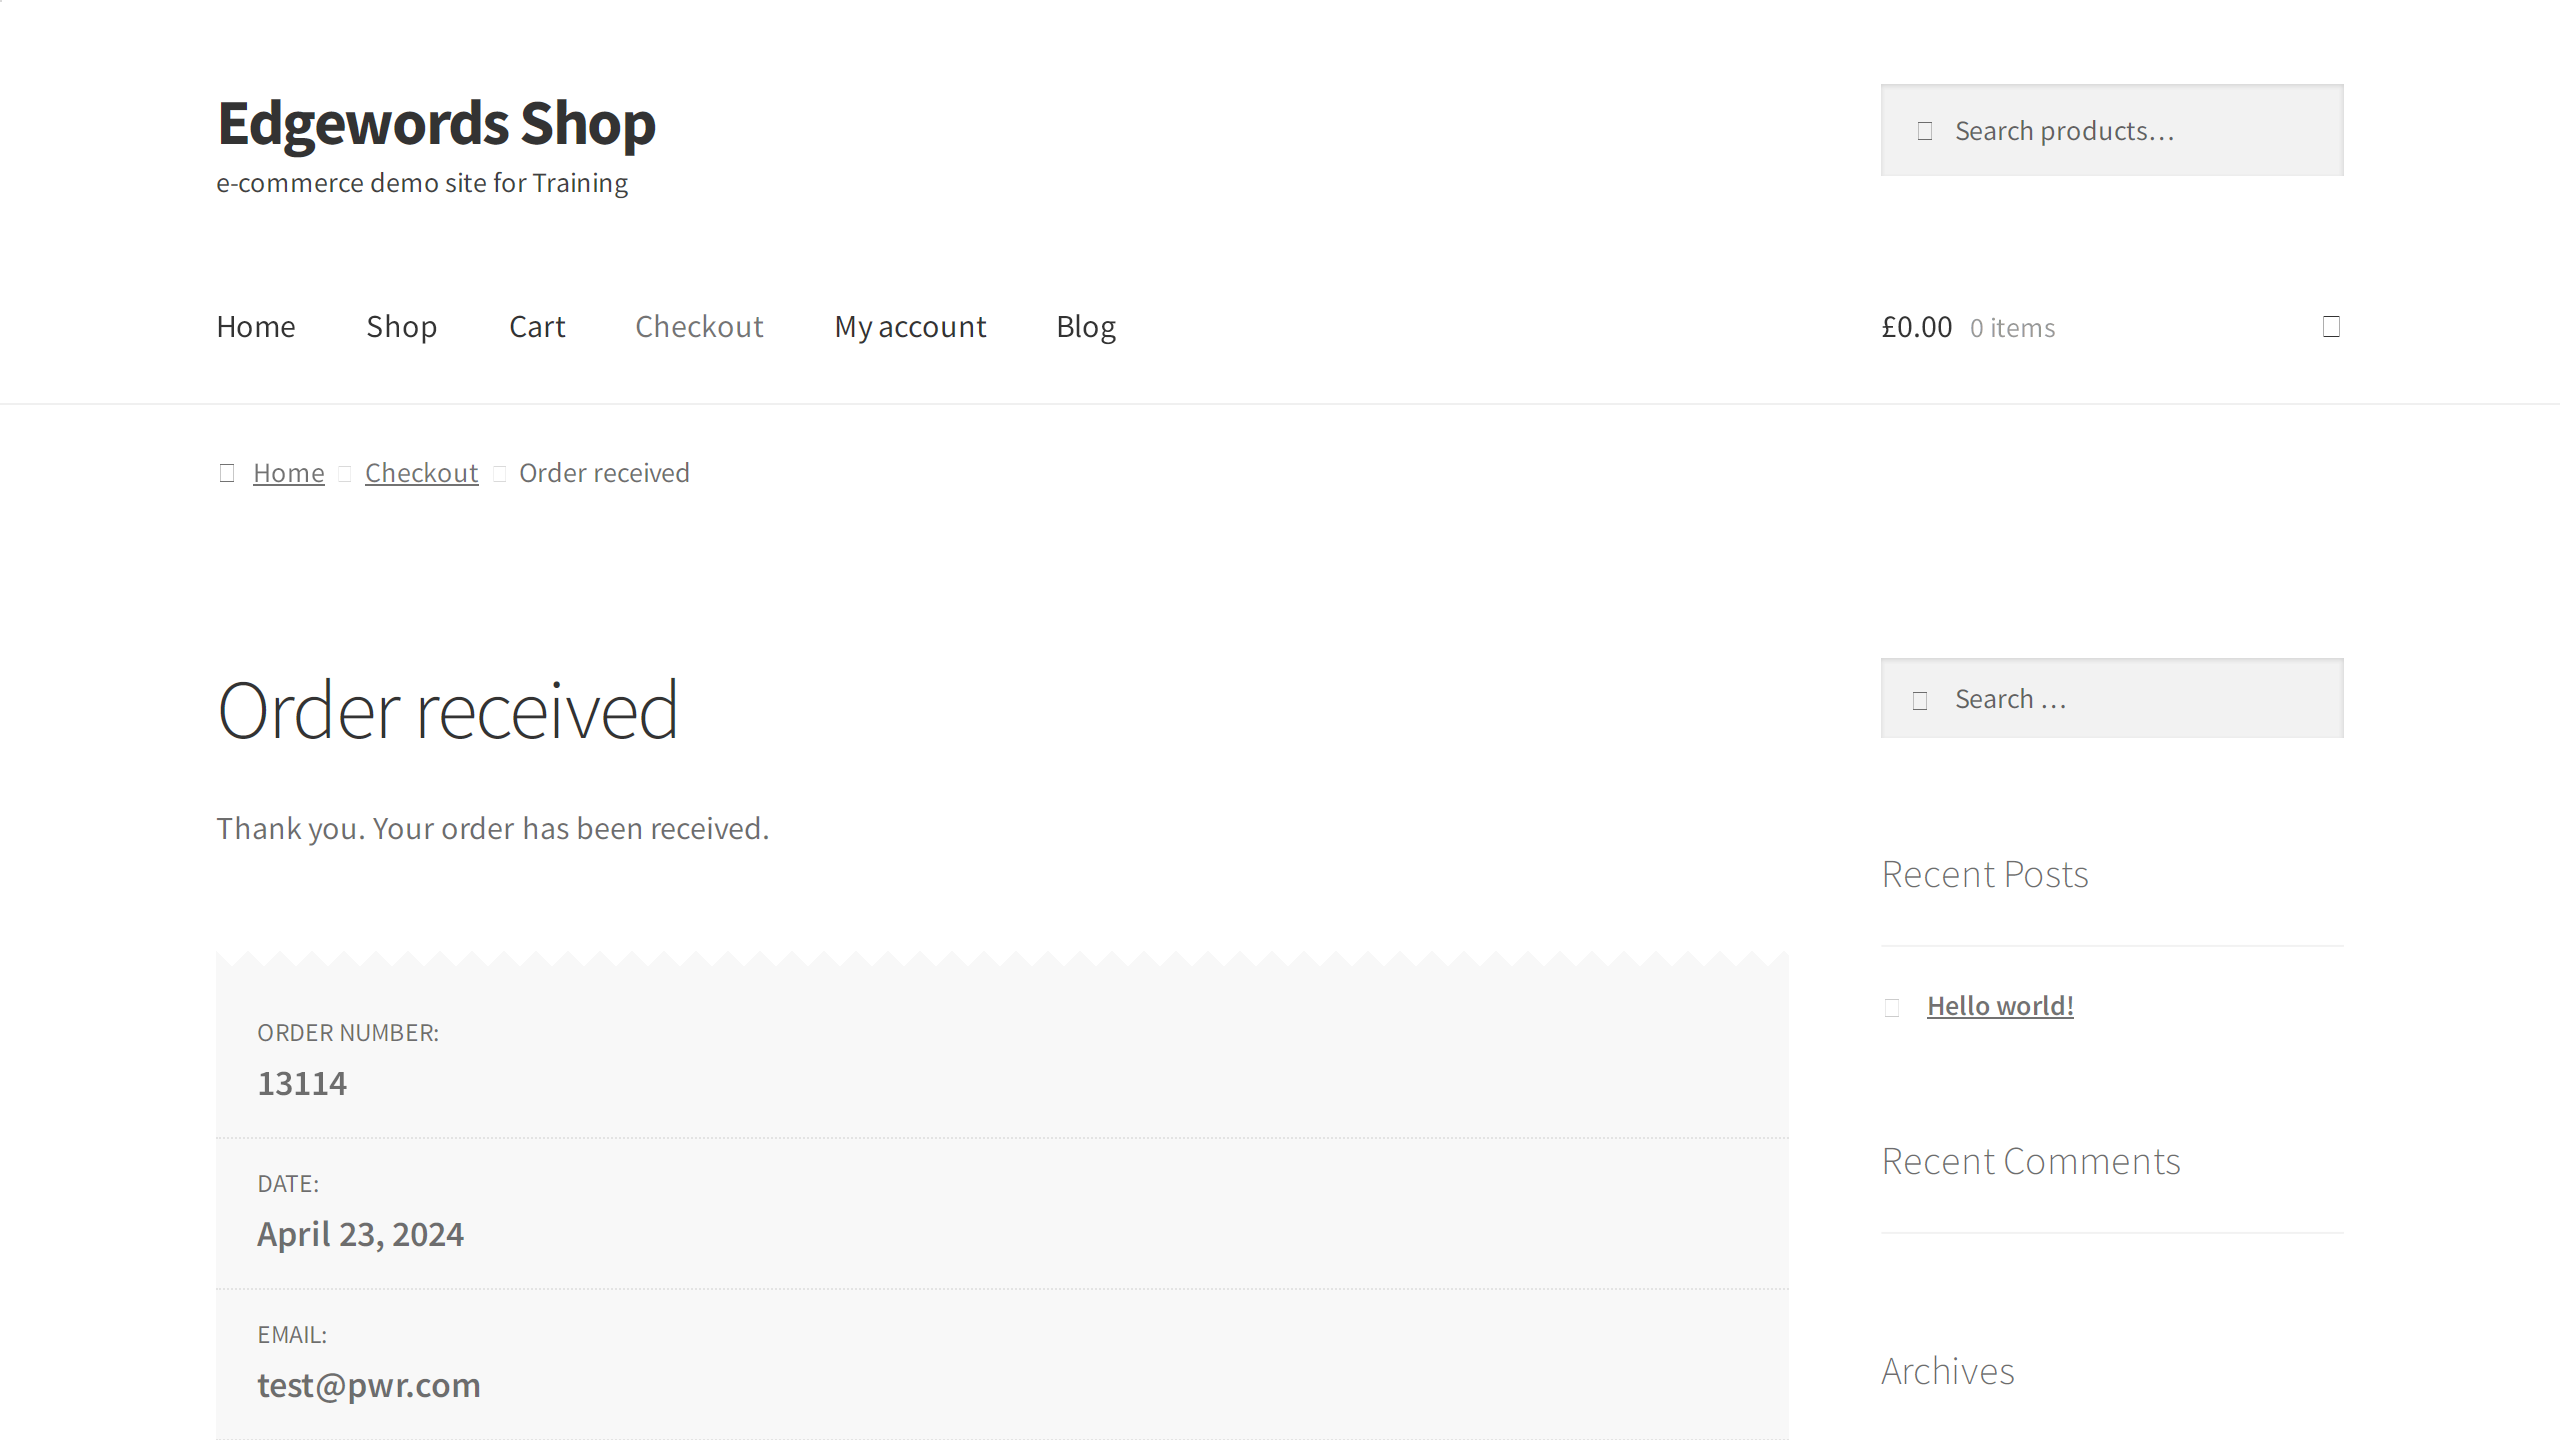 Edgewords Shop
e-commerce demo site for Training
Search products…
Home Shop Cart Checkout My account Blog
£0.00 0 items
Home Checkout Order received
Order received
Thank you. Your order has been received.
ORDER NUMBER:
13114
DATE:
April 23, 2024
EMAIL:
test@pwr.com
Search …
Recent Posts
Hello world!
Recent Comments
Archives